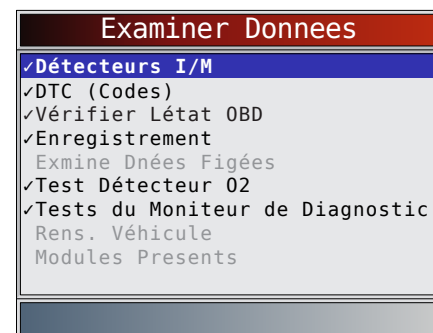 Examiner Donnees
✓Détecteurs I/M
✓DTC (Codes)
✓Vérifier Létat OBD
✓Enregistrement
Exmine Dnées Figées
✓Test Détecteur O2
✓Tests du Moniteur de Diagnostic
Rens. Véhicule
Modules Presents